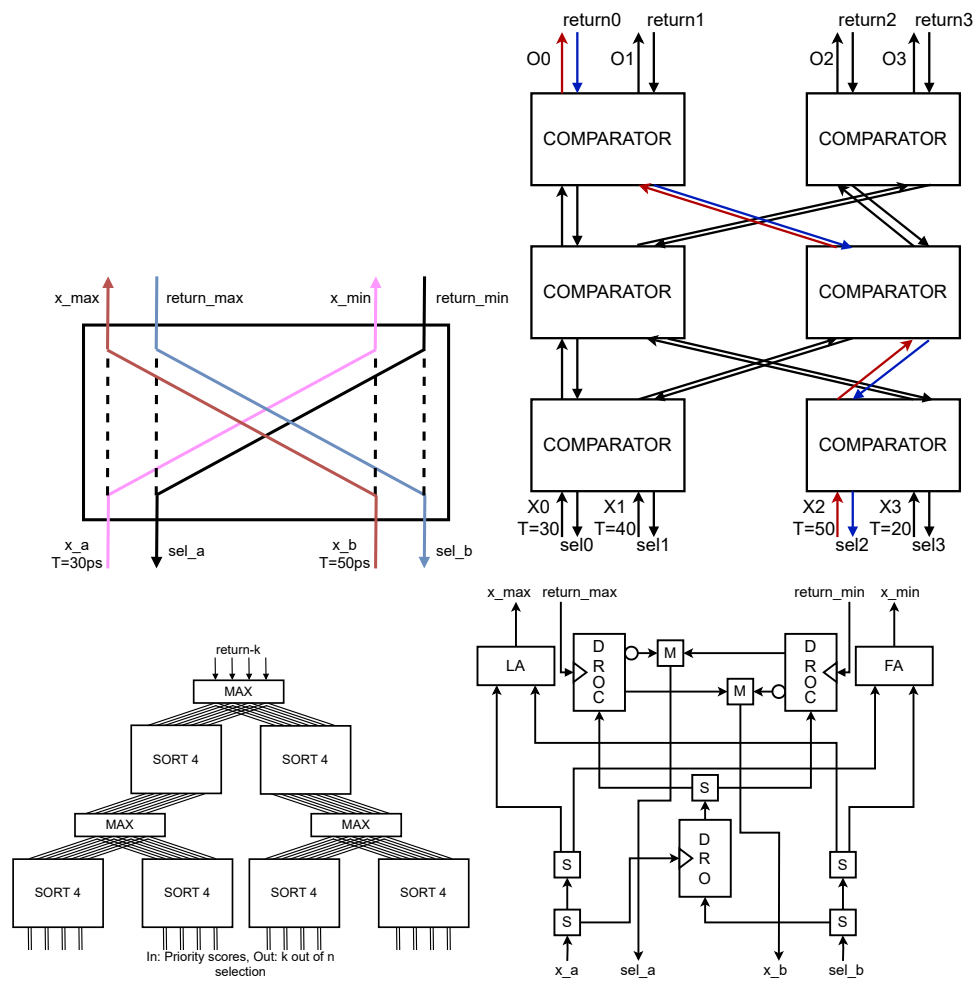 return0 return1 return2 return3
O0 O1 O2 O3
COMPARATOR COMPARATOR
COMPARATOR COMPARATOR
COMPARATOR COMPARATOR
X0 X1 X2 X3
T=30 T=40 T=50 T=20
sel0 sel1 sel2 sel3
x_max return_max x_min return_min
x_a sel_a x_b sel_b
T=30ps T=50ps
return-k
MAX
SORT 4 SORT 4
MAX MAX
SORT 4 SORT 4 SORT 4 SORT 4
In: Priority scores, Out: k out of n
selection
x_max return_max return_min x_min
LA
D
R
O
C
M
M
D
R
O
C
FA
S
D
R
O
S S
S S
x_a sel_a x_b sel_b